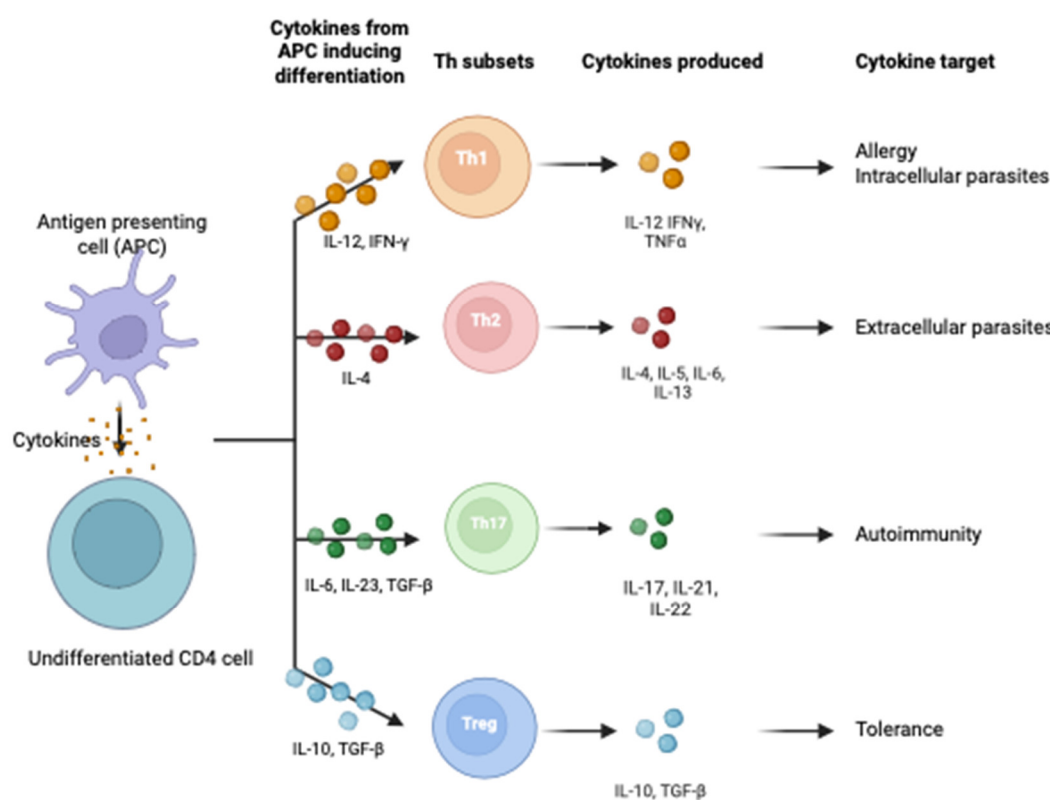 Cytokines from
APC inducing
differentiation
Th subsets
Cytokines produced
Cytokine target
Antigen presenting
cell (APC)
Cytokines
Undifferentiated CD4 cell
IL-12, IFN-γ
Th1
IL-12 IFNγ,
TNFα
Allergy
Intracellular parasites
IL-4
Th2
IL-4, IL-5, IL-6,
IL-13
Extracellular parasites
IL-6, IL-23, TGF-β
Th17
IL-17, IL-21,
IL-22
Autoimmunity
IL-10, TGF-β
Treg
IL-10, TGF-β
Tolerance